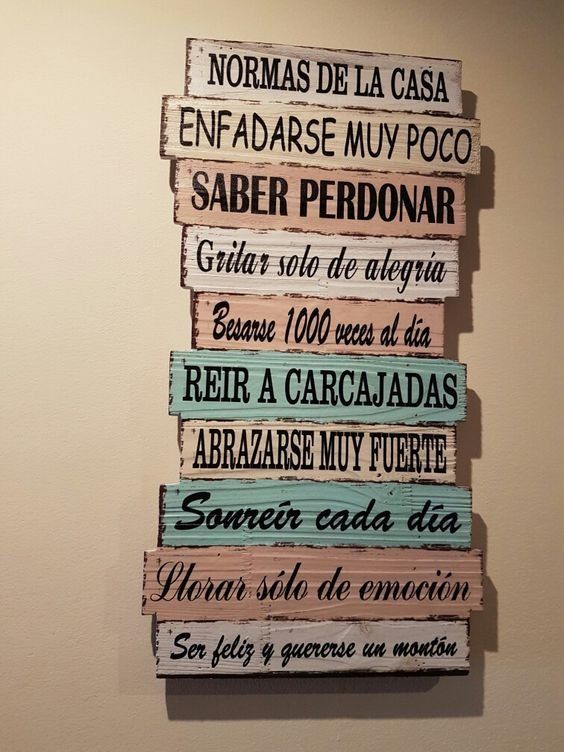 NORMAS DE LA CASA
ENFADARSE MUY POCO
SABER PERDONAR
Gritar solo de alegría
Besarse 1000 veces al día
REIR A CARCAJADAS
ABRAZARSE MUY FUERTE
Sonreír cada día
Llorar sólo de emoción
Ser feliz y quererse un montón